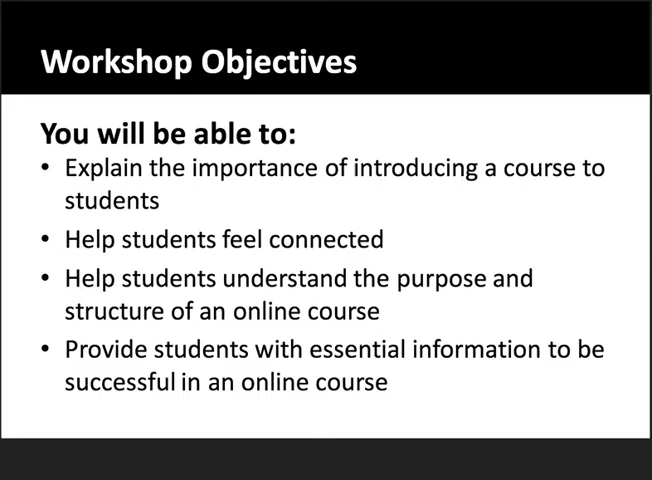 Workshop Objectives
You will be able to:
• Explain the importance of introducing a course to
students
• Help students feel connected
• Help students understand the purpose and
structure of an online course
• Provide students with essential information to be
successful in an online course